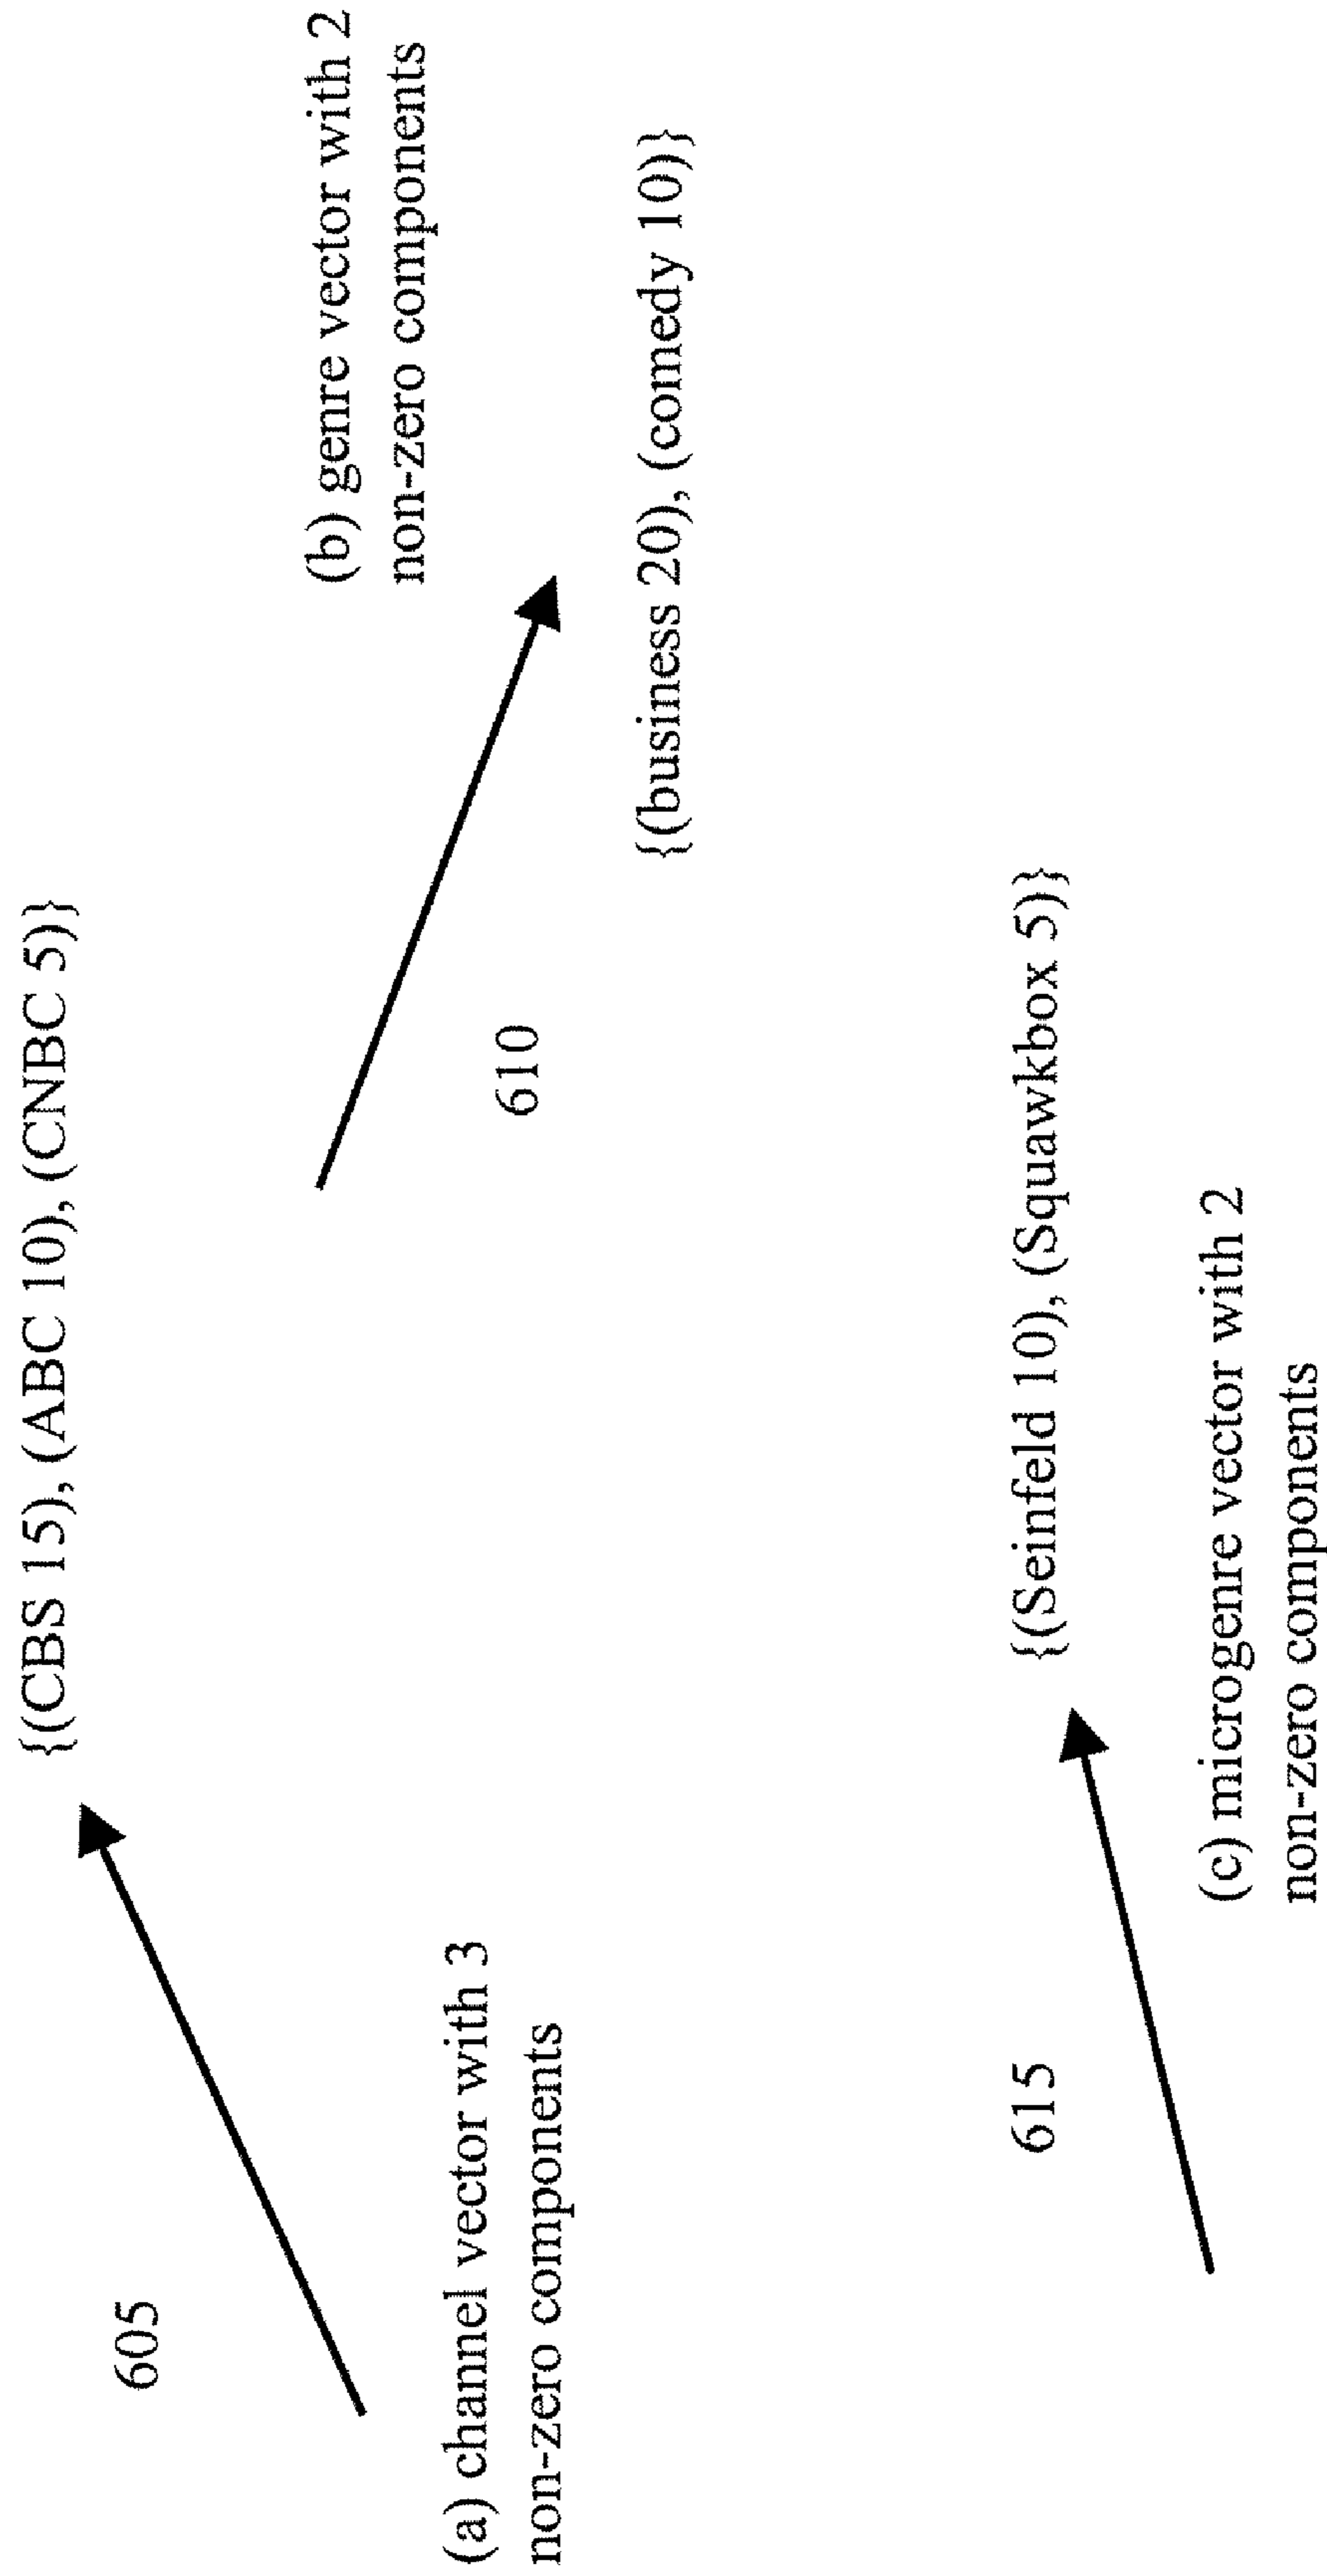 {(CBS 15), (ABC 10), (CNBC 5)}
605
(a) channel vector with 3
non-zero components
(b) genre vector with 2
non-zero components
610
{(business 20), (comedy 10)}
615
{(Seinfeld 10), (Squawkbox 5)}
(c) microgenre vector with 2
non-zero components